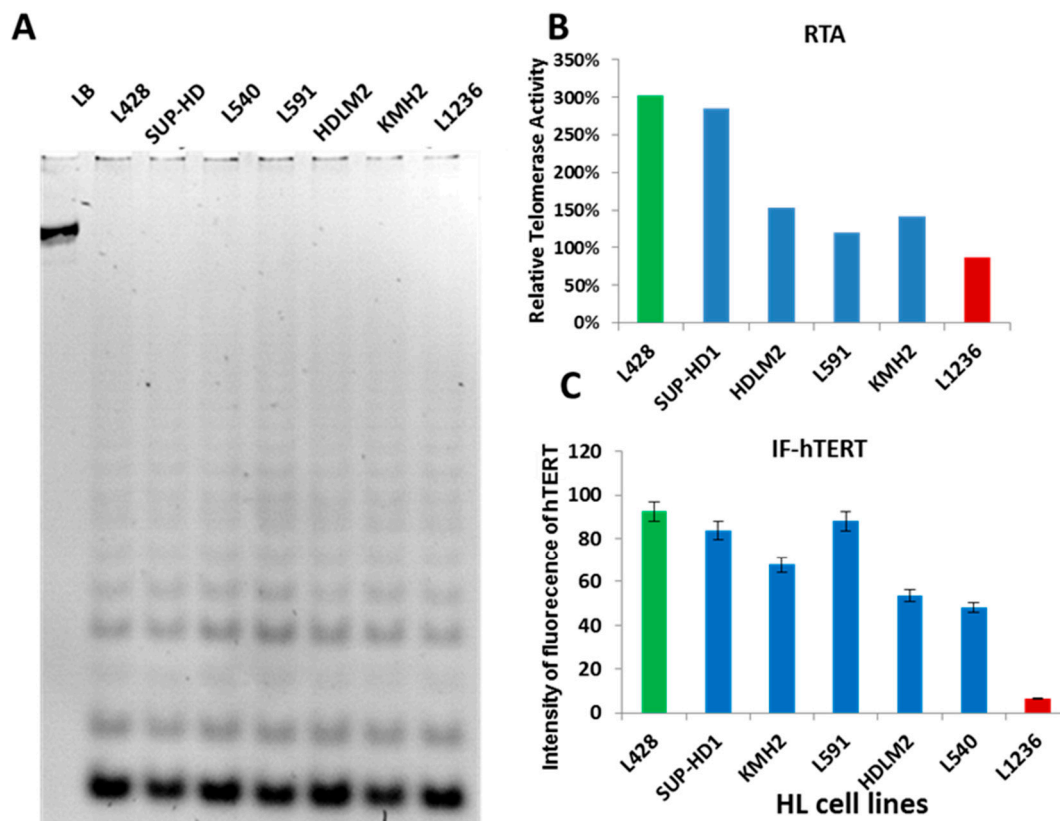 A
LB
L428
SUP-HD
L540
L591
HDLM2
KMH2
L1236
B
RTA
Relative Telomerase Activity
350%
300%
250%
200%
150%
100%
50%
0%
L428
SUP-HD1
HDLM2
L591
KMH2
L1236
C
IF-hTERT
Intensity of fluorecence of hTERT
120
100
80
60
40
20
0
L428
SUP-HD1
KMH2
L591
HDLM2
L540
L1236
HL cell lines